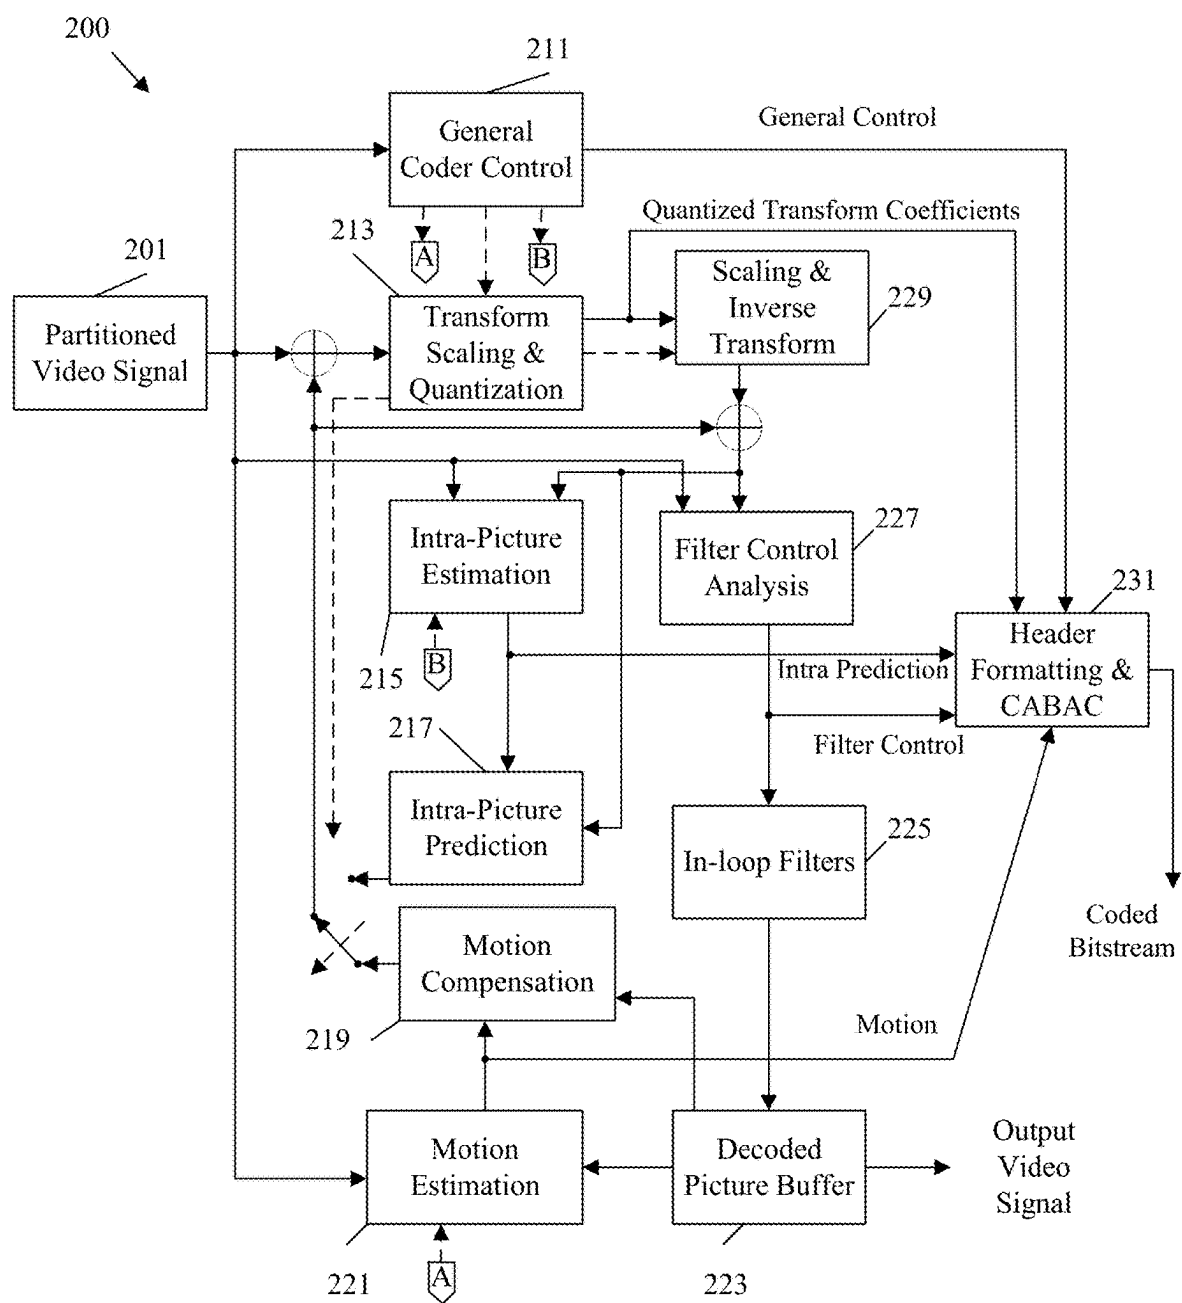 200
211
General
Coder Control
General Control
Quantized Transform Coefficients
213
A
B
201
Partitioned
Video Signal
Transform
Scaling &
Quantization
Scaling &
Inverse
Transform
229
Intra-Picture
Estimation
215
B
Filter Control
Analysis
227
231
Header
Formatting &
CABAC
Intra Prediction
Filter Control
217
Intra-Picture
Prediction
In-loop Filters
225
Coded
Bitstream
Motion
Compensation
219
Motion
Motion
Estimation
221
A
Decoded
Picture Buffer
223
Output
Video
Signal